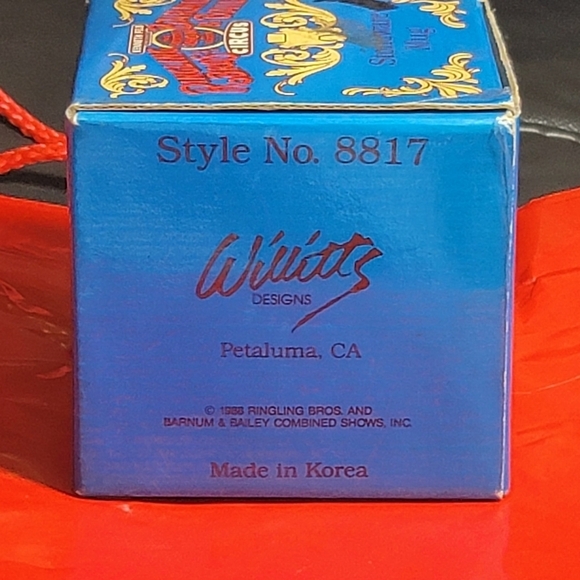 CIRCUS
Style No. 8817
Willitts
DESIGNS
Petaluma, CA
© 1988 RINGLING BROS. AND
BARNUM & BAILEY COMBINED SHOWS, INC.
Made in Korea